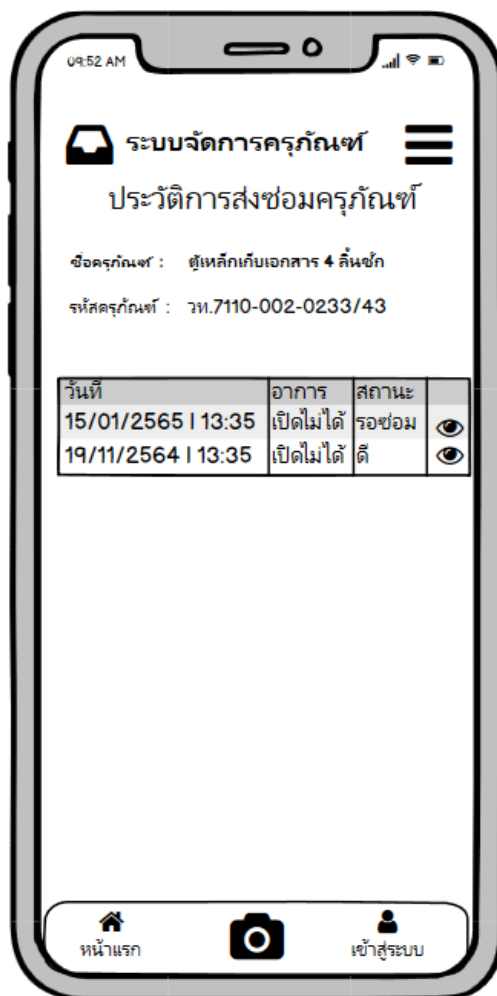 09:52 AM
ระบบจัดการครุภัณฑ์
ประวัติการส่งซ่อมครุภัณฑ์
ชื่อครุภัณฑ์ : ตู้เหล็กเก็บเอกสาร 4 ลิ้นชัก
รหัสครุภัณฑ์ : วท.7110-002-0233/43
วันที่ อาการ สถานะ
15/01/2565 | 13:35 เปิดไม่ได้ รอซ่อม
19/11/2564 | 13:35 เปิดไม่ได้ ดี
หน้าแรก เข้าสู่ระบบ